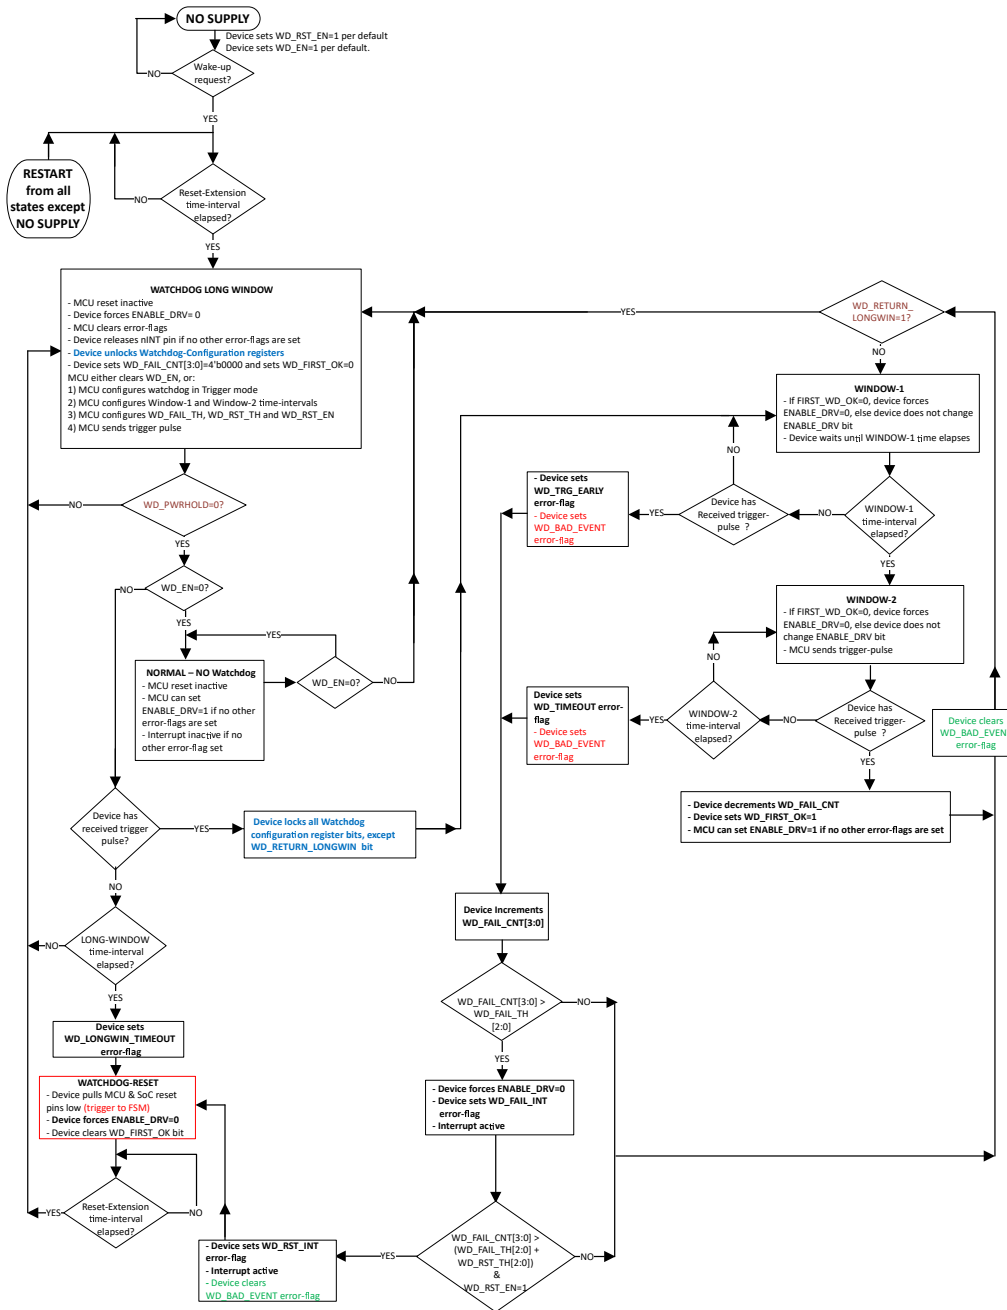 NO SUPPLY
Device sets WD_RST_EN=1 per default
Device sets WD_EN=1 per default.
Wake-up
request?
NO
YES
RESTART
from all
states except
NO SUPPLY
Reset-Extension
time-interval
elapsed?
NO
YES
WATCHDOG LONG WINDOW
- MCU reset inactive
- Device forces ENABLE_DRV= 0
- MCU clears error-flags
- Device releases nINT pin if no other error-flags are set
- Device unlocks Watchdog-Configuration registers
- Device sets WD_FAIL_CNT[3:0]=4'b0000 and sets WD_FIRST_OK=0
MCU either clears WD_EN, or:
1) MCU configures watchdog in Trigger mode
2) MCU configures Window-1 and Window-2 time-intervals
3) MCU configures WD_FAIL_TH, WD_RST_TH and WD_RST_EN
4) MCU sends trigger pulse
YES
WD_RETURN_
LONGWIN=1?
NO
WINDOW-1
- If FIRST_WD_OK=0, device forces
ENABLE_DRV=0, else device does not change
ENABLE_DRV bit
- Device waits until WINDOW-1 time elapses
NO
WD_PWRHOLD=0?
YES
- Device sets
WD_TRG_EARLY
error-flag
- Device sets
WD_BAD_EVENT
error-flag
YES
Device has
Received trigger-
pulse ?
NO
NO
WINDOW-1
time-interval
elapsed?
YES
NO
WD_EN=0?
YES
WINDOW-2
- If FIRST_WD_OK=0, device forces
ENABLE_DRV=0, else device does not
change ENABLE_DRV bit
- MCU sends trigger-pulse
YES
NORMAL – NO Watchdog
- MCU reset inactive
- MCU can set
ENABLE_DRV=1 if no other
error-flags are set
- Interrupt inactive if no
other error-flag set
WD_EN=0?
NO
Device sets
WD_TIMEOUT error-
flag
- Device sets
WD_BAD_EVENT
error-flag
YES
WINDOW-2
time-interval
elapsed?
NO
NO
Device has
Received trigger-
pulse ?
YES
Device clears
WD_BAD_EVEN
error-flag
- Device decrements WD_FAIL_CNT
- Device sets WD_FIRST_OK=1
- MCU can set ENABLE_DRV=1 if no other error-flags are set
Device has
received trigger
pulse?
YES
NO
Device locks all Watchdog
configuration register bits, except
WD_RETURN_LONGWIN bit
Device Increments
WD_FAIL_CNT[3:0]
NO
LONG-WINDOW
time-interval
elapsed?
YES
WD_FAIL_CNT[3:0] >
WD_FAIL_TH
[2:0]
NO
YES
Device sets
WD_LONGWIN_TIMEOUT
error-flag
WATCHDOG-RESET
- Device pulls MCU & SoC reset
pins low (trigger to FSM)
- Device forces ENABLE_DRV=0
- Device clears WD_FIRST_OK bit
- Device forces ENABLE_DRV=0
- Device sets WD_FAIL_INT
error-flag
- Interrupt active
YES
Reset-Extension
time-interval
elapsed?
NO
- Device sets WD_RST_INT
error-flag
- Interrupt active
- Device clears
WD_BAD_EVENT error-flag
YES
WD_FAIL_CNT[3:0] >
(WD_FAIL_TH[2:0] +
WD_RST_TH[2:0])
&
WD_RST_EN=1
NO